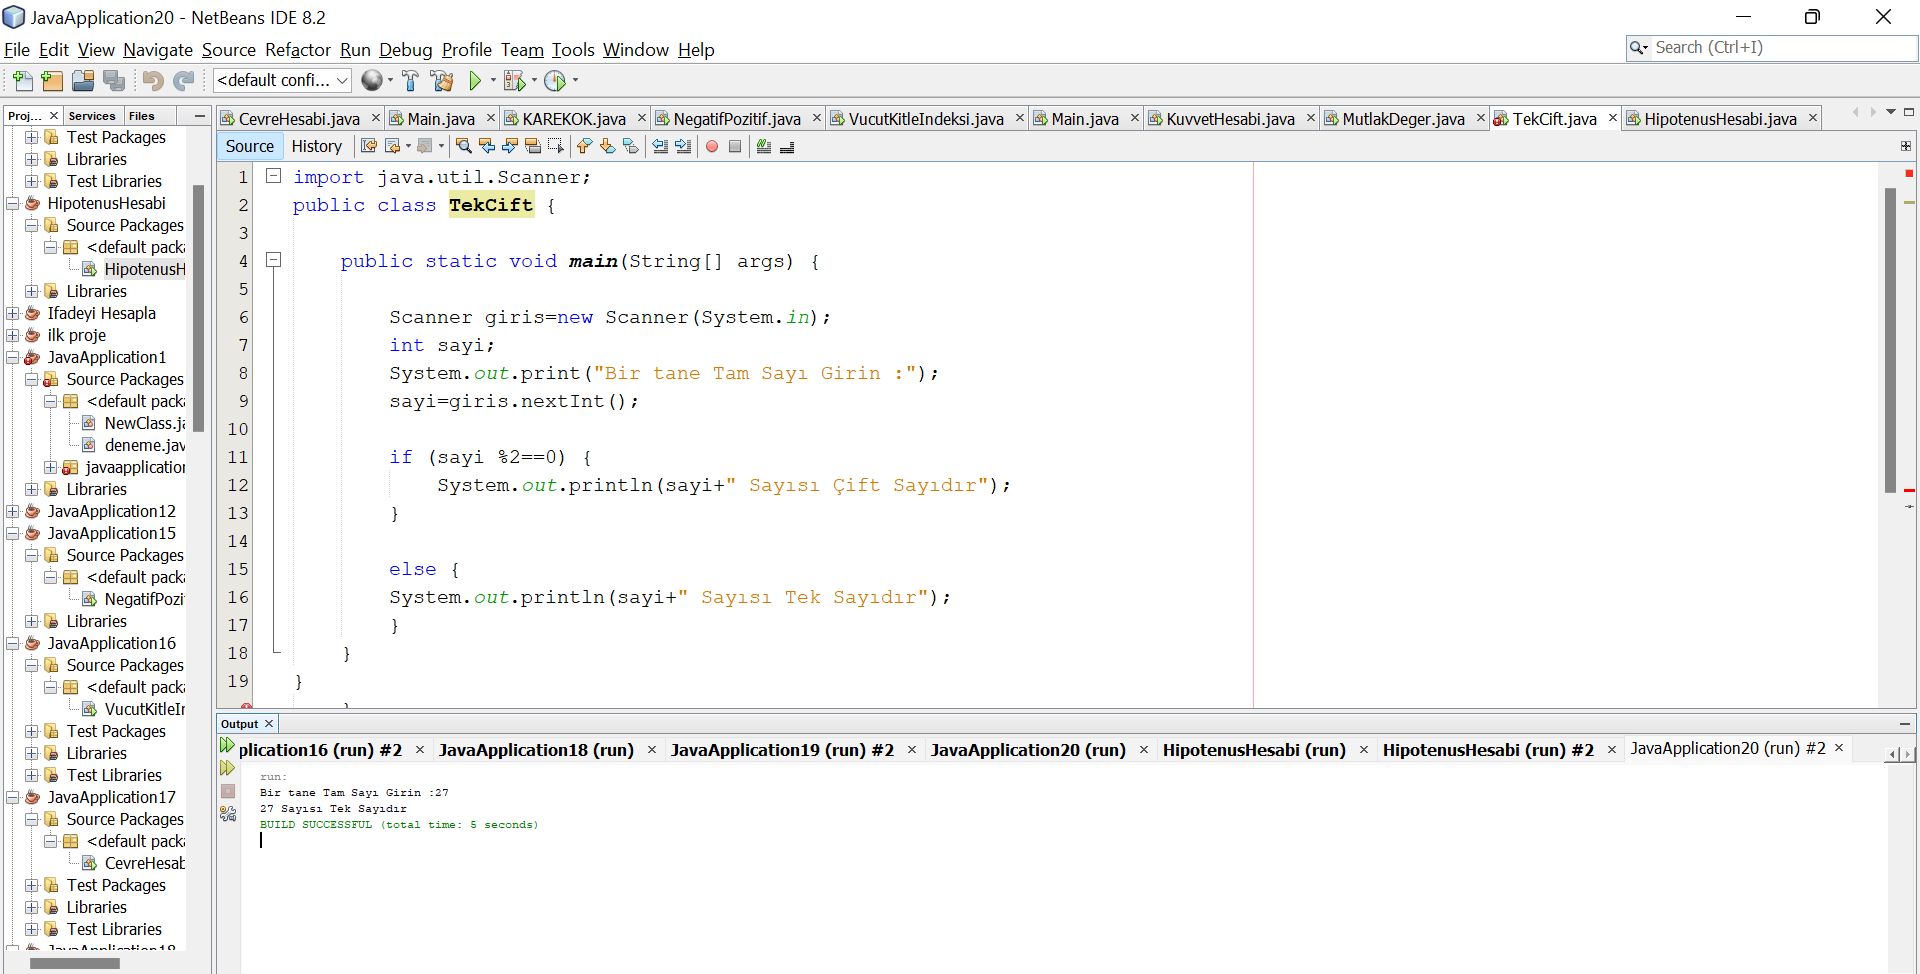 JavaApplication20 - NetBeans IDE 8.2
File Edit View Navigate Source Refactor Run Debug Profile Team Tools Window Help
Search (Ctrl+I)
<default confi...
Proj... Services Files
CevreHesabi.java Main.java KAREKOK.java NegatifPozitif.java VucutKitleIndeksi.java Main.java KuvvetHesabi.java MutlakDeger.java TekCift.java HipotenusHesabi.java
Source History
Test Packages
Libraries
Test Libraries
HipotenusHesabi
Source Packages
<default packa
HipotenusH
Libraries
Ifadeyi Hesapla
ilk proje
JavaApplication1
Source Packages
<default packa
NewClass.ja
deneme.jav
javaapplication
Libraries
JavaApplication12
JavaApplication15
Source Packages
<default packa
NegatifPozi
Libraries
JavaApplication16
Source Packages
<default packa
VucutKitleIn
Test Packages
Libraries
Test Libraries
JavaApplication17
Source Packages
<default packa
CevreHesab
Test Packages
Libraries
Test Libraries
JavaApplication18
1 import java.util.Scanner;
2 public class TekCift {
3
4 public static void main(String[] args) {
5
6 Scanner giris=new Scanner(System.in);
7 int sayi;
8 System.out.print("Bir tane Tam Sayı Girin :");
9 sayi=giris.nextInt();
10
11 if (sayi %2==0) {
12 System.out.println(sayi+" Sayısı Çift Sayıdır");
13 }
14
15 else {
16 System.out.println(sayi+" Sayısı Tek Sayıdır");
17 }
18 }
19 }
Output
plication16 (run) #2 JavaApplication18 (run) JavaApplication19 (run) #2 JavaApplication20 (run) HipotenusHesabi (run) HipotenusHesabi (run) #2 JavaApplication20 (run) #2
run:
Bir tane Tam Sayı Girin :27
27 Sayısı Tek Sayıdır
BUILD SUCCESSFUL (total time: 5 seconds)